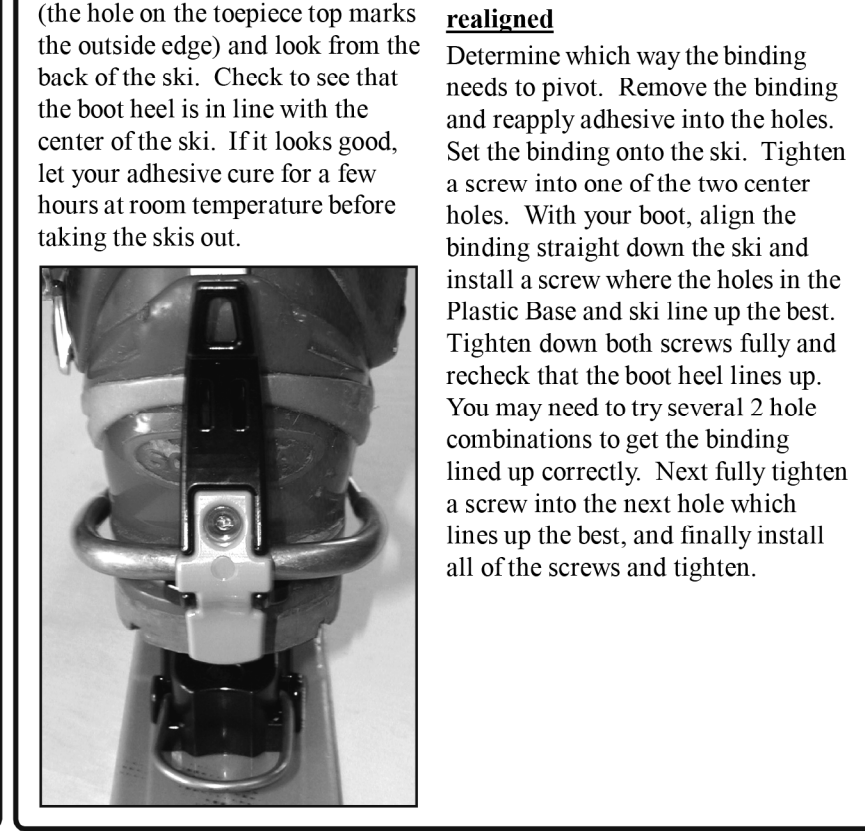 (the hole on the toepiece top marks
the outside edge) and look from the
back of the ski.  Check to see that
the boot heel is in line with the
center of the ski.  If it looks good,
let your adhesive cure for a few
hours at room temperature before
taking the skis out.
realigned
Determine which way the binding
needs to pivot.  Remove the binding
and reapply adhesive into the holes.
Set the binding onto the ski.  Tighten
a screw into one of the two center
holes.  With your boot, align the
binding straight down the ski and
install a screw where the holes in the
Plastic Base and ski line up the best.
Tighten down both screws fully and
recheck that the boot heel lines up.
You may need to try several 2 hole
combinations to get the binding
lined up correctly.  Next fully tighten
a screw into the next hole which
lines up the best, and finally install
all of the screws and tighten.